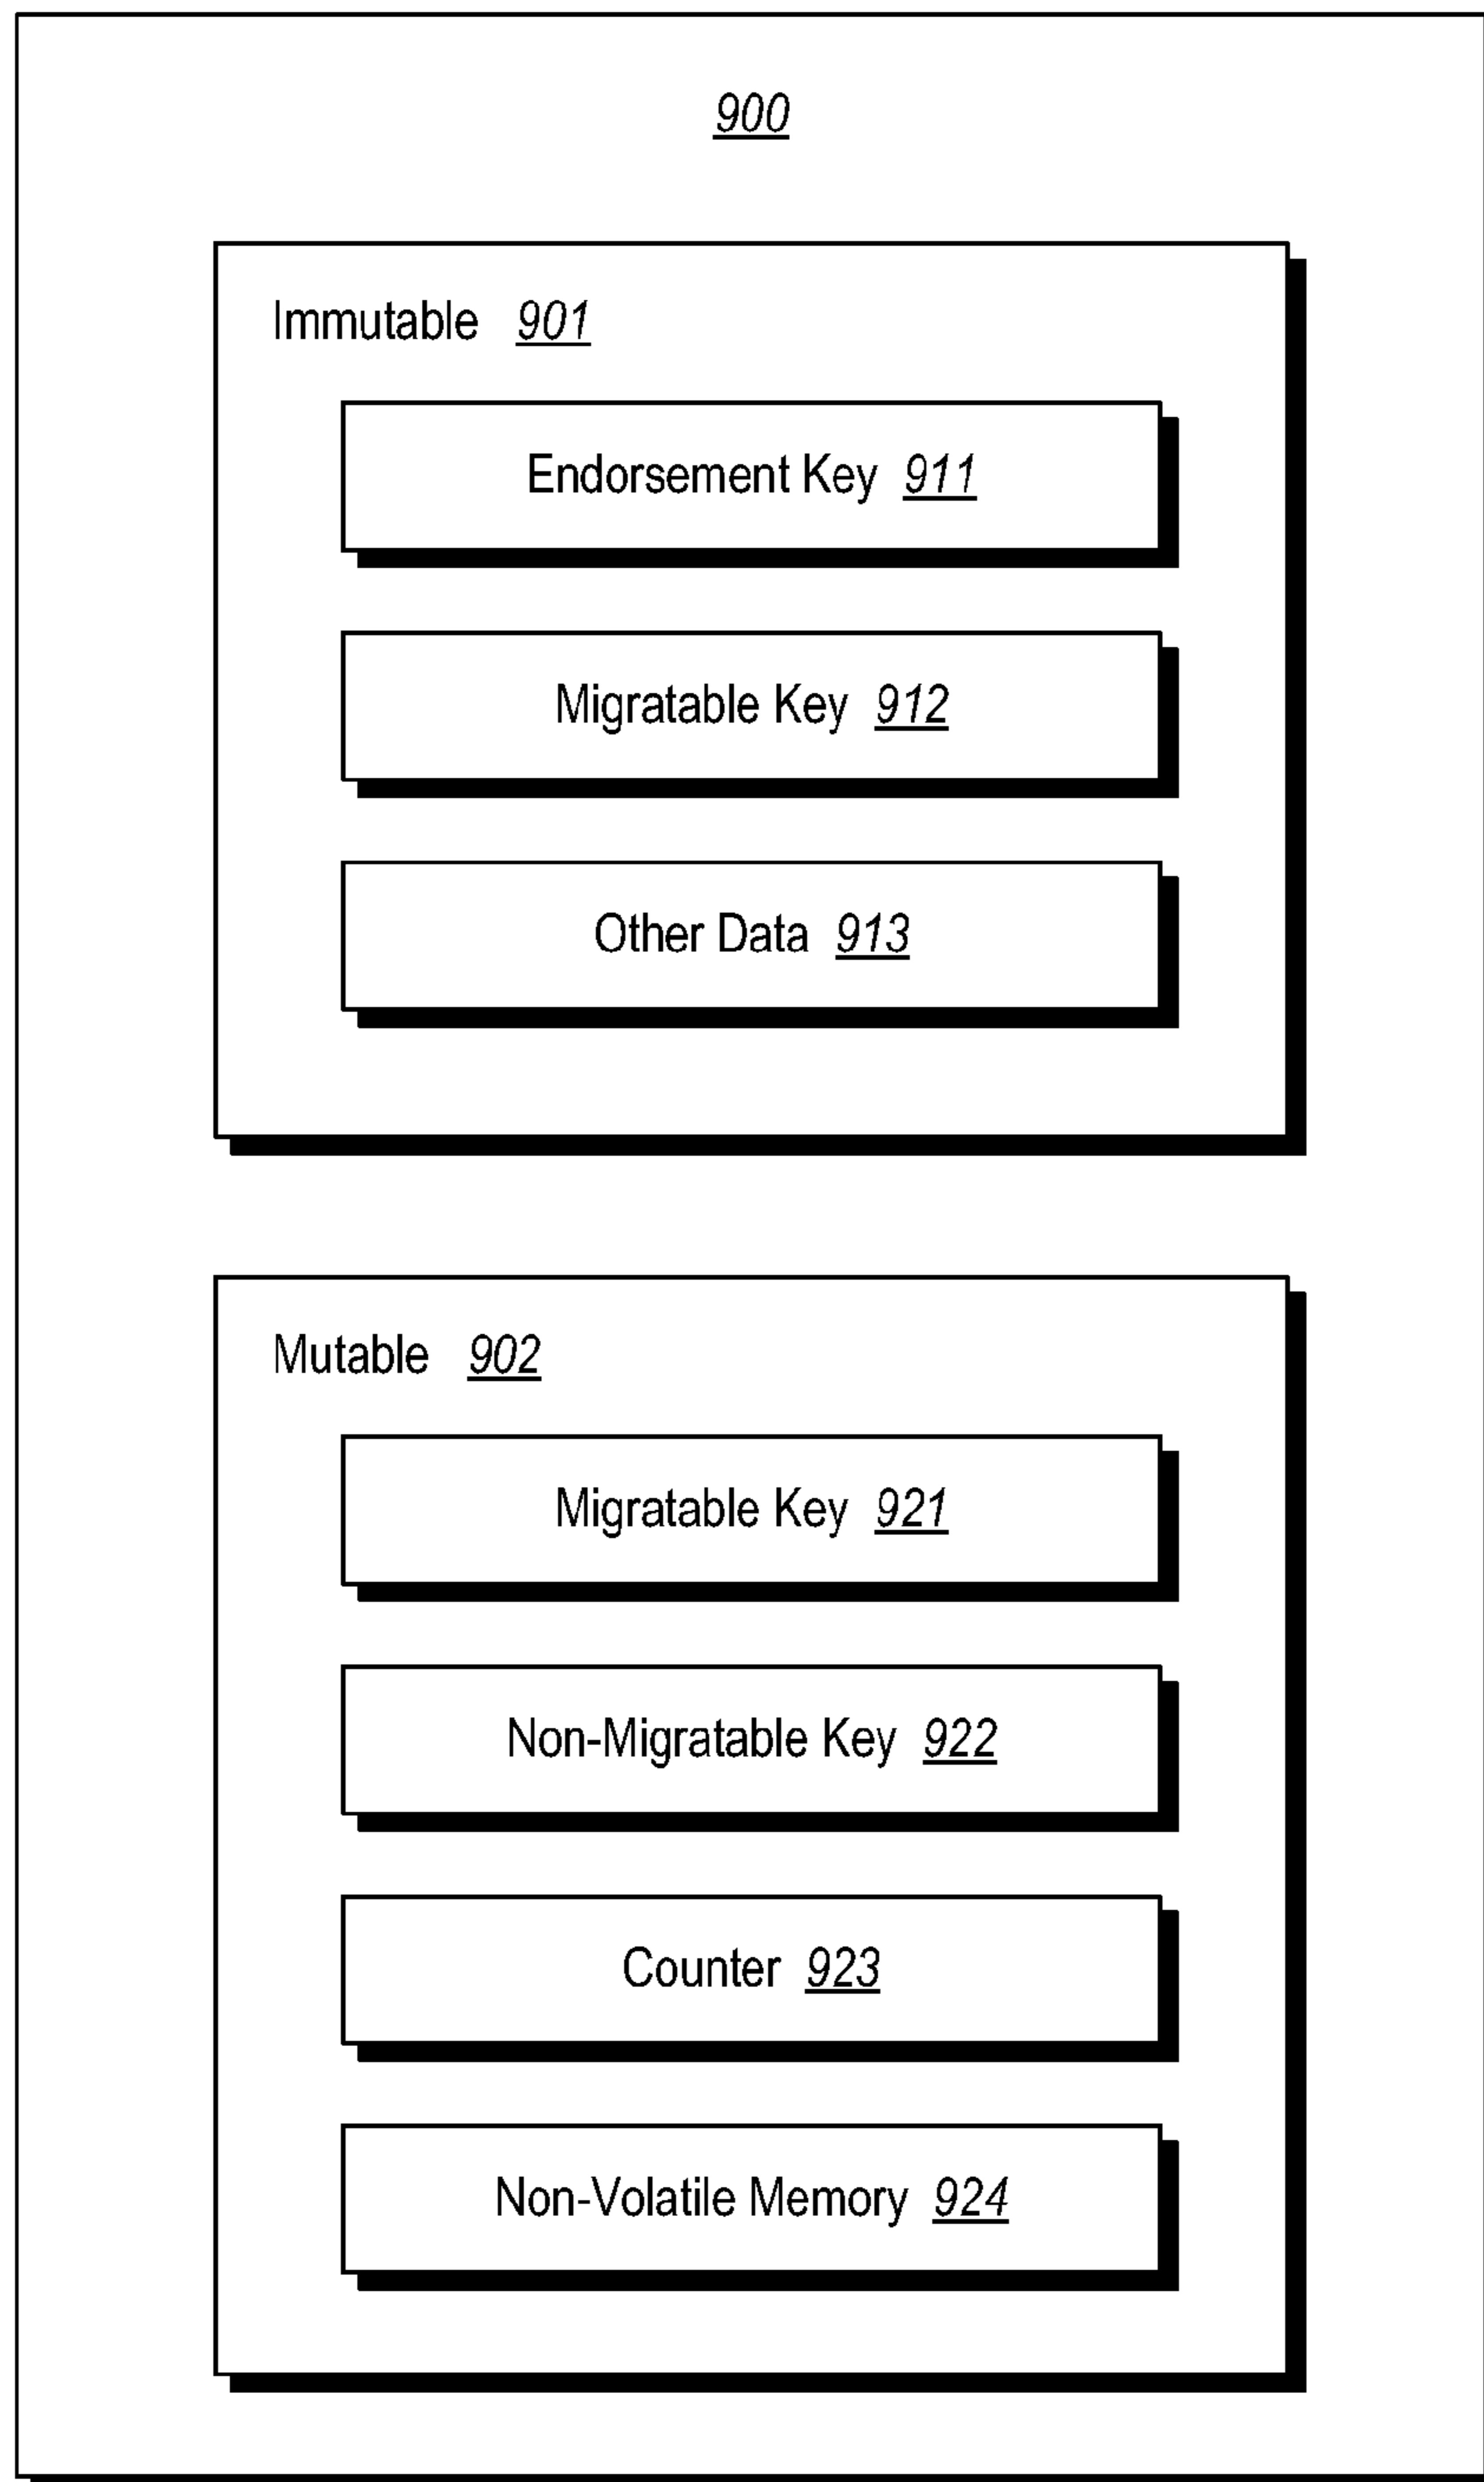 900
Immutable 901
Endorsement Key 911
Migratable Key 912
Other Data 913
Mutable 902
Migratable Key 921
Non-Migratable Key 922
Counter 923
Non-Volatile Memory 924